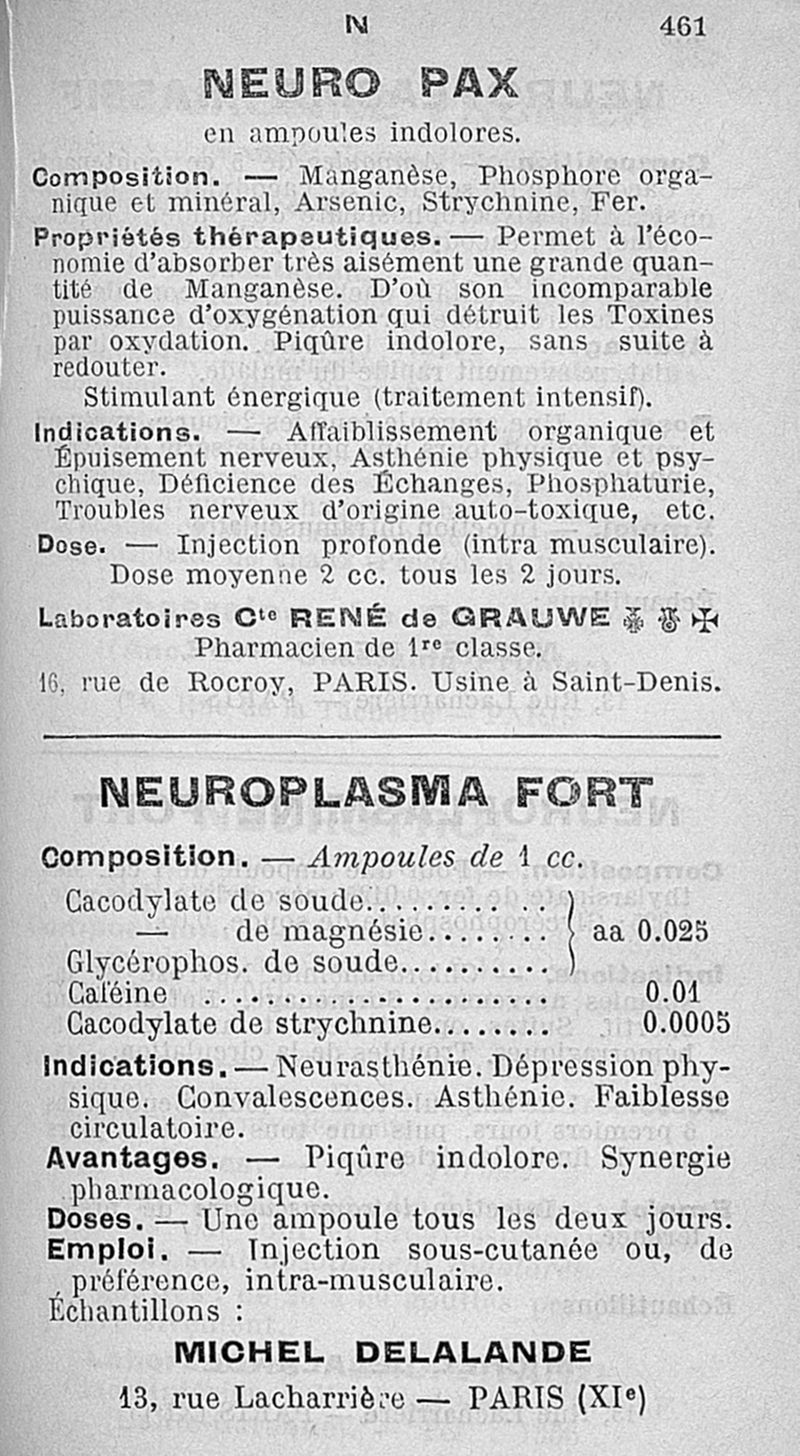 N 461
NEURO PAX
en ampoules indolores.
Composition. — Manganèse, Phosphore orga-
nique et minéral, Arsenic, Strychnine, Fer.
Propriétés thérapeutiques. — Permet à l'éco-
nomie d'absorber très aisément une grande quan-
tité de Manganèse. D'où son incomparable
puissance d'oxygénation qui détruit les Toxines
par oxydation. Piqûre indolore, sans suite à
redouter.
Stimulant énergique (traitement intensif).
Indications. — Affaiblissement organique et
Épuisement nerveux, Asthénie physique et psy-
chique, Déficience des Échanges, Phosphaturie,
Troubles nerveux d'origine auto-toxique, etc.
Dose. — Injection profonde (intra musculaire).
Dose moyenne 2 cc. tous les 2 jours.
Laboratoires Cte RENÉ de GRAUWE
Pharmacien de 1re classe.
16, rue de Rocroy, PARIS. Usine à Saint-Denis.
NEUROPLASMA FORT
Composition. — Ampoules de 1 cc.
Cacodylate de soude..........
— de magnésie........ } aa 0.025
Glycérophos. de soude..........
Caféine .................... 0.01
Cacodylate de strychnine........ 0.0005
Indications. — Neurasthénie. Dépression phy-
sique. Convalescences. Asthénie. Faiblesse
circulatoire.
Avantages. — Piqûre indolore. Synergie
pharmacologique.
Doses. — Une ampoule tous les deux jours.
Emploi. — Injection sous-cutanée ou, de
préférence, intra-musculaire.
Échantillons :
MICHEL DELALANDE
13, rue Lacharrière — PARIS (XIe)